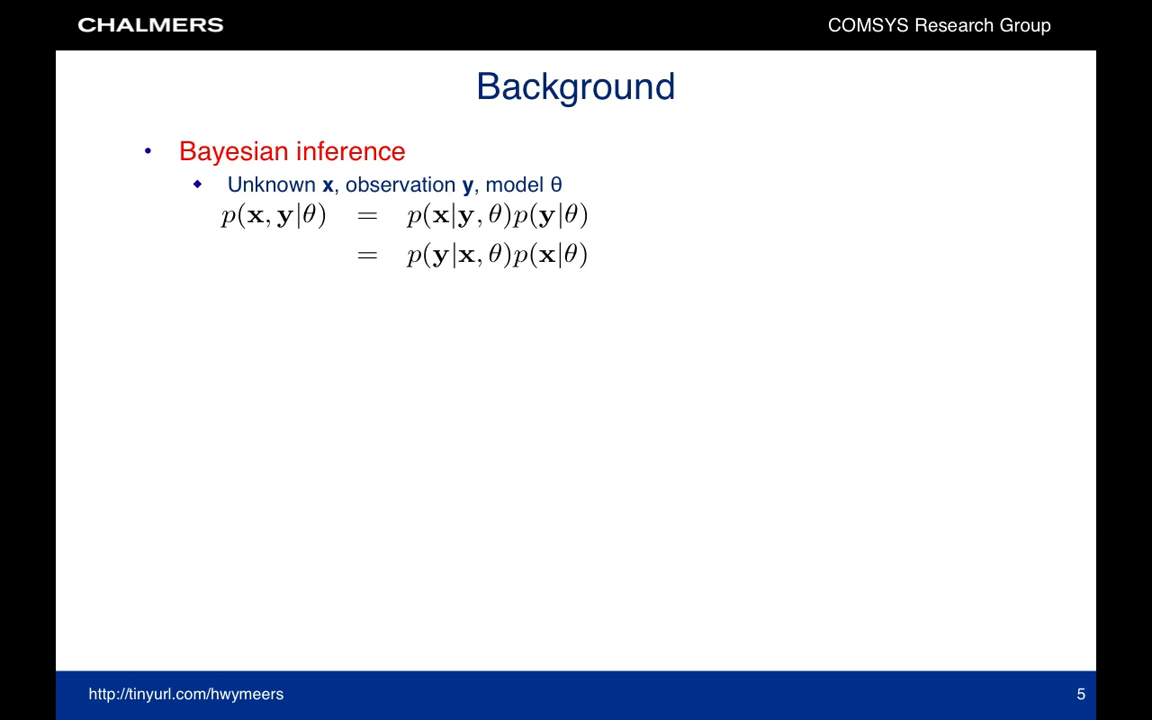 CHALMERS
COMSYS Research Group
Background
• Bayesian inference
◆ Unknown x, observation y, model θ
p(x, y|θ) = p(x|y, θ)p(y|θ)
= p(y|x, θ)p(x|θ)
http://tinyurl.com/hwymeers
5